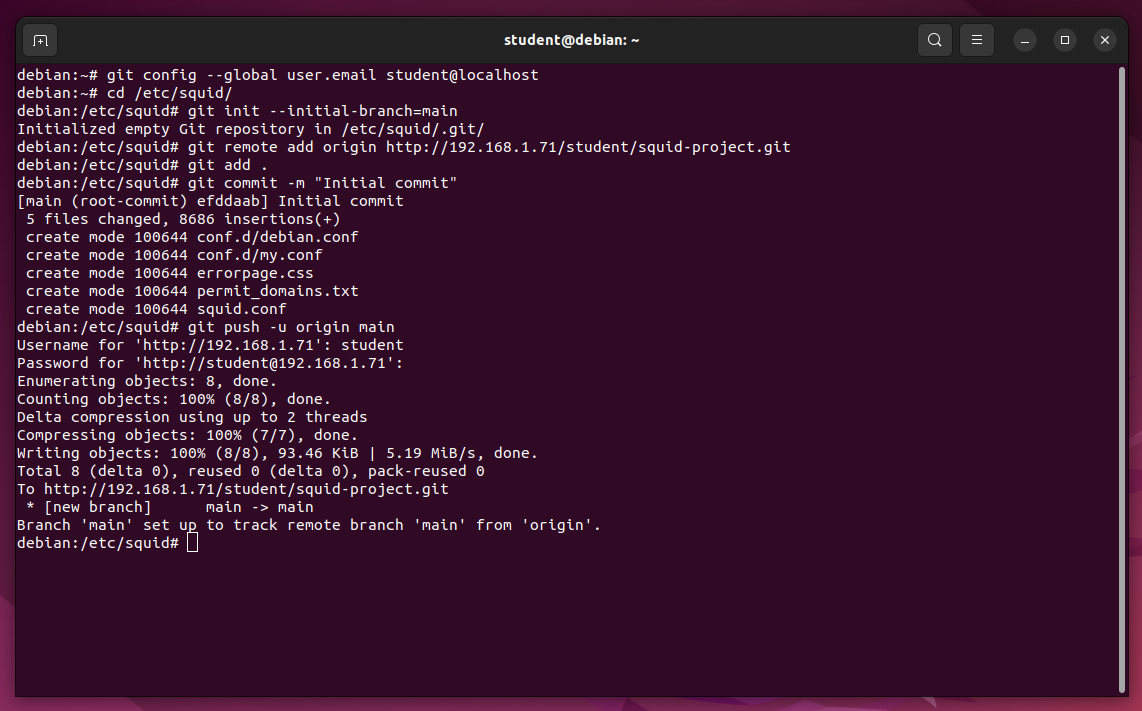 student@debian: ~
debian:~# git config --global user.email student@localhost
debian:~# cd /etc/squid/
debian:/etc/squid# git init --initial-branch=main
Initialized empty Git repository in /etc/squid/.git/
debian:/etc/squid# git remote add origin http://192.168.1.71/student/squid-project.git
debian:/etc/squid# git add .
debian:/etc/squid# git commit -m "Initial commit"
[main (root-commit) efddaab] Initial commit
 5 files changed, 8686 insertions(+)
 create mode 100644 conf.d/debian.conf
 create mode 100644 conf.d/my.conf
 create mode 100644 errorpage.css
 create mode 100644 permit_domains.txt
 create mode 100644 squid.conf
debian:/etc/squid# git push -u origin main
Username for 'http://192.168.1.71': student
Password for 'http://student@192.168.1.71':
Enumerating objects: 8, done.
Counting objects: 100% (8/8), done.
Delta compression using up to 2 threads
Compressing objects: 100% (7/7), done.
Writing objects: 100% (8/8), 93.46 KiB | 5.19 MiB/s, done.
Total 8 (delta 0), reused 0 (delta 0), pack-reused 0
To http://192.168.1.71/student/squid-project.git
 * [new branch]      main -> main
Branch 'main' set up to track remote branch 'main' from 'origin'.
debian:/etc/squid#